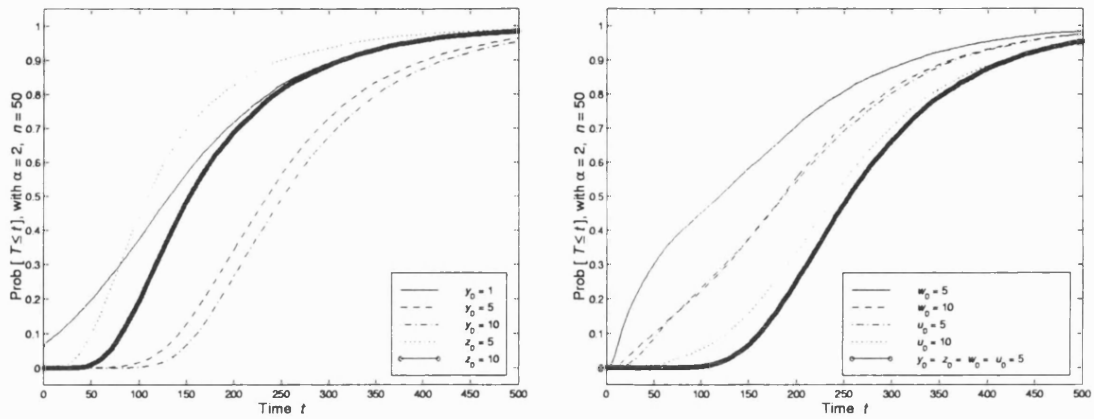 Prob [ T ≤ t ], with α = 2, n = 50
1
0.9
0.8
0.7
0.6
0.5
0.4
0.3
0.2
0.1
0
0 50 100 150 200 250 300 350 400 450 500
Time t
y₀ = 1
y₀ = 5
y₀ = 10
z₀ = 5
z₀ = 10
Prob [ T ≤ t ], with α = 2, n = 50
1
0.9
0.8
0.7
0.6
0.5
0.4
0.3
0.2
0.1
0
0 50 100 150 200 250 300 350 400 450 500
Time t
w₀ = 5
w₀ = 10
u₀ = 5
u₀ = 10
y₀ = z₀ = w₀ = u₀ = 5